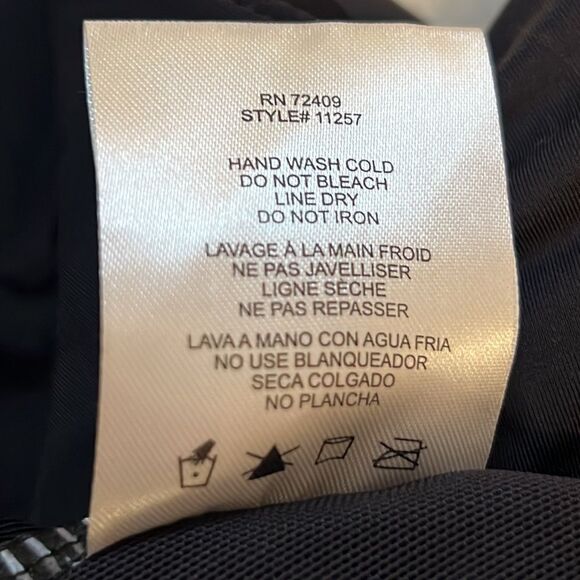 RN 72409
STYLE# 11257
HAND WASH COLD
DO NOT BLEACH
LINE DRY
DO NOT IRON
LAVAGE À LA MAIN FROID
NE PAS JAVELLISER
LIGNE SÈCHE
NE PAS REPASSER
LAVA A MANO CON AGUA FRIA
NO USE BLANQUEADOR
SECA COLGADO
NO PLANCHA